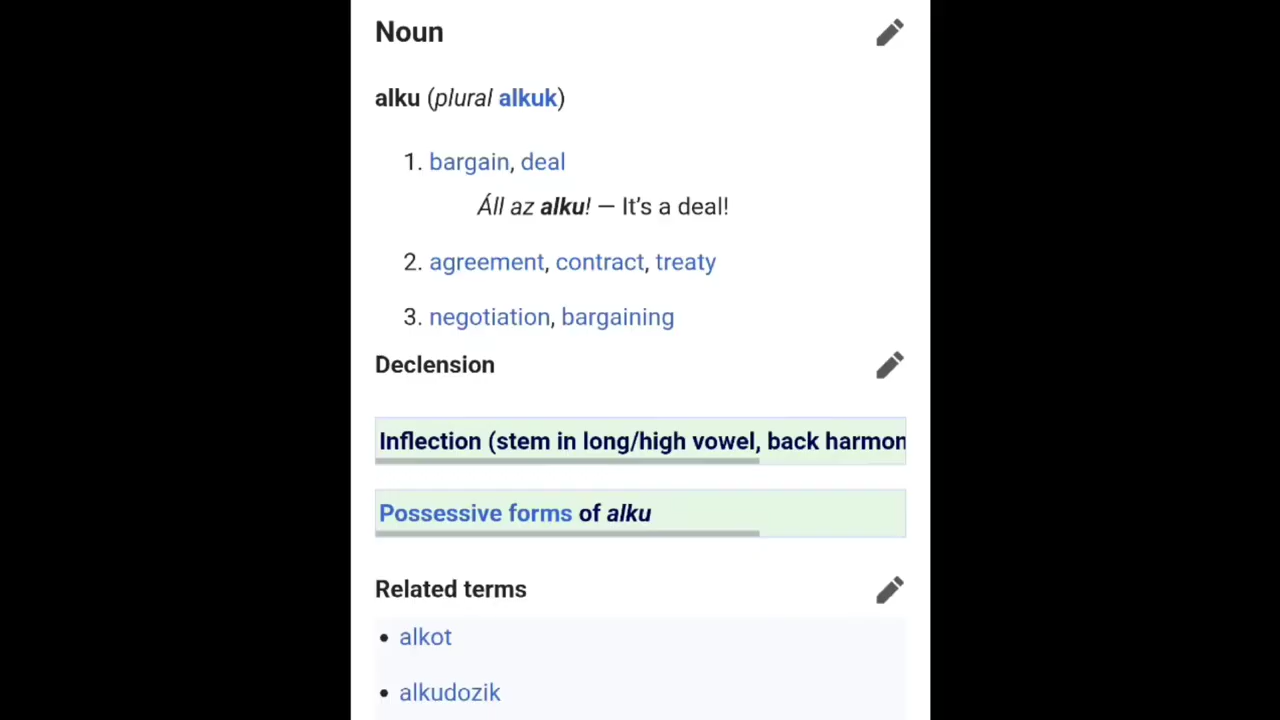 Noun
alku (plural alkuk)
1. bargain, deal
Áll az alku! — It’s a deal!
2. agreement, contract, treaty
3. negotiation, bargaining
Declension
Inflection (stem in long/high vowel, back harmon
Possessive forms of alku
Related terms
• alkot
• alkudozik